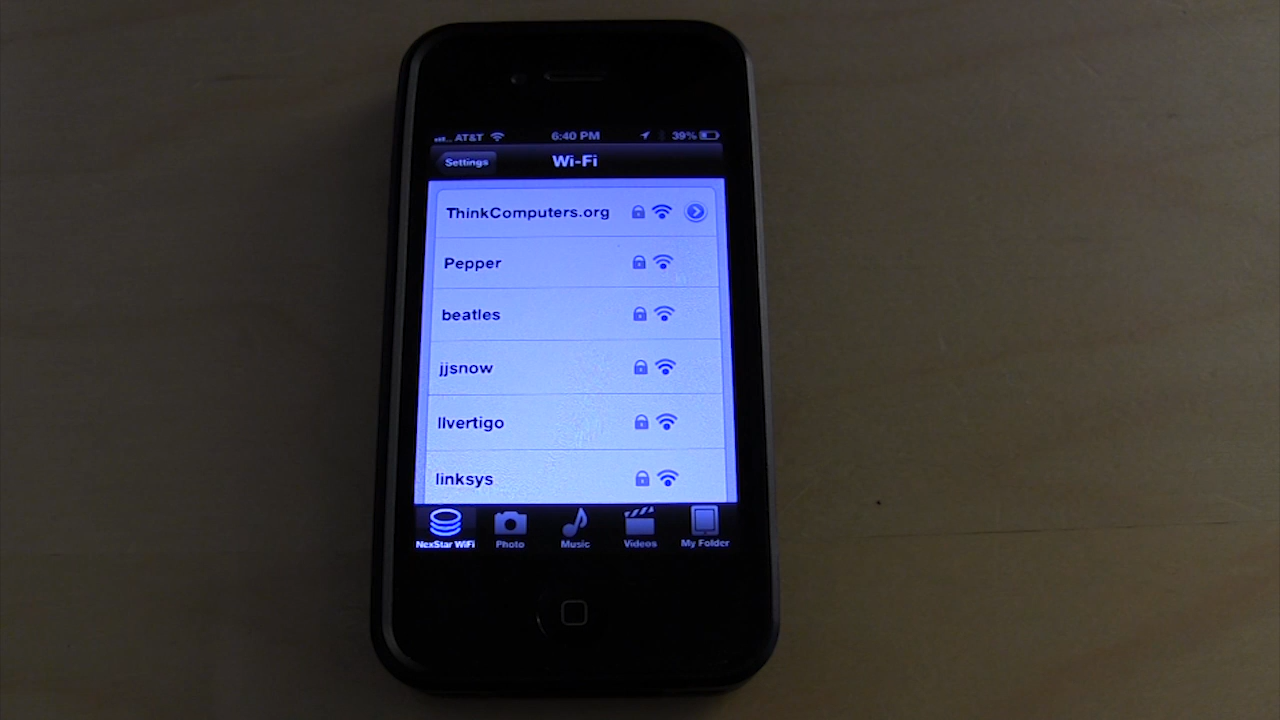 AT&T 6:40 PM 39%
Settings Wi-Fi
ThinkComputers.org
Pepper
beatles
jjsnow
llvertigo
linksys
NexStar WiFi Photo Music Videos My Folder